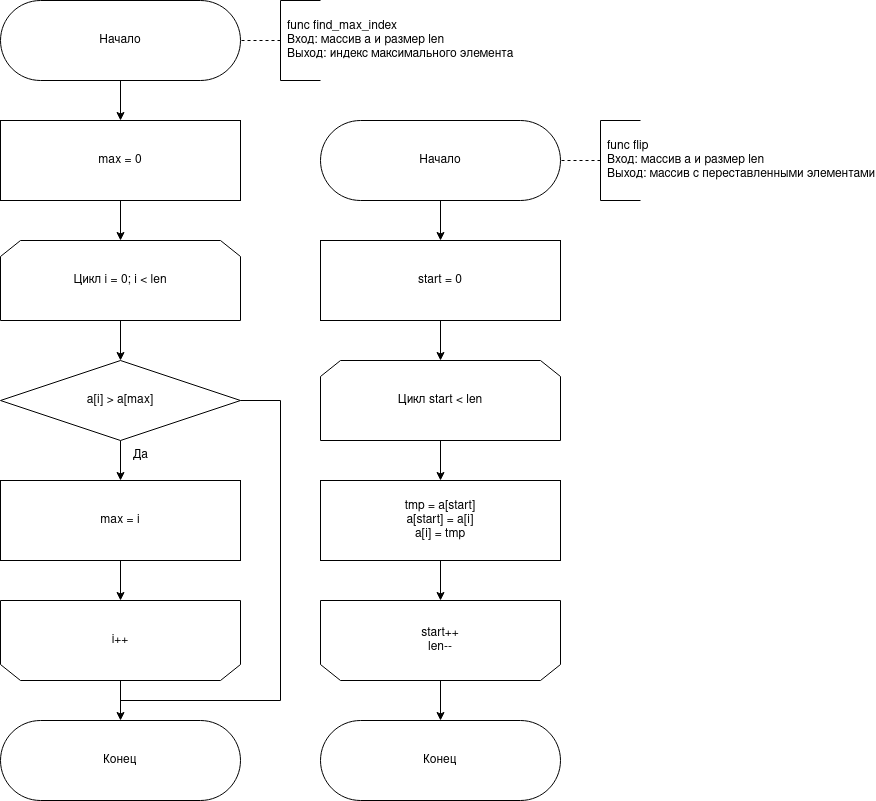 Начало
func find_max_index
Вход: массив a и размер len
Выход: индекс максимального элемента
max = 0
Цикл i = 0; i < len
a[i] > a[max]
Да
max = i
i++
Конец
Начало
func flip
Вход: массив a и размер len
Выход: массив с переставленными элементами
start = 0
Цикл start < len
tmp = a[start]
a[start] = a[i]
a[i] = tmp
start++
len--
Конец